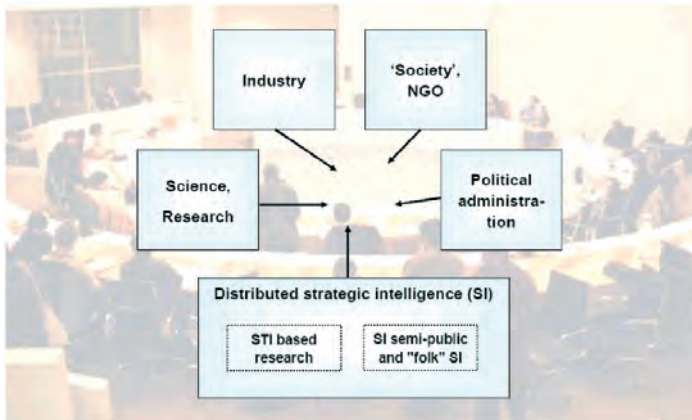 Industry
'Society',
NGO
Science,
Research
Political
administra-
tion
Distributed strategic intelligence (SI)
STI based
research
SI semi-public
and "folk" SI